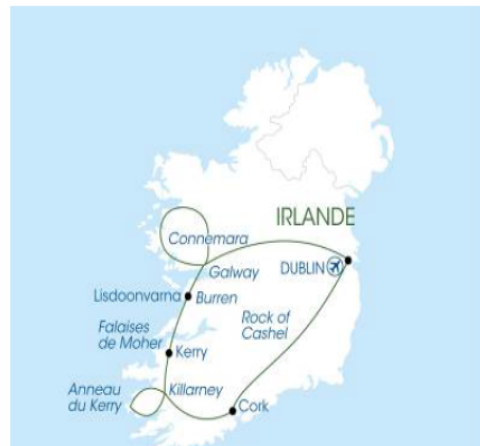 IRLANDE
Connemara
DUBLIN
Galway
Lisdoonvarna
Burren
Rock of
Cashel
Falaises
de Moher
Kerry
Anneau
du Kerry
Killarney
Cork